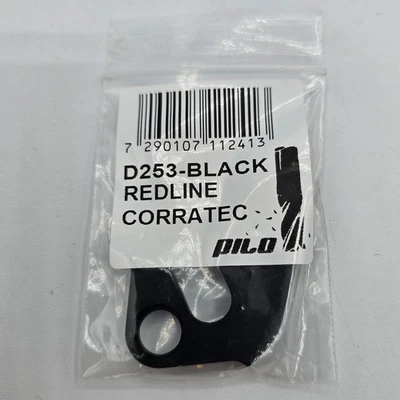 7 290107 112413
D253-BLACK
REDLINE
CORRATEC
PILO